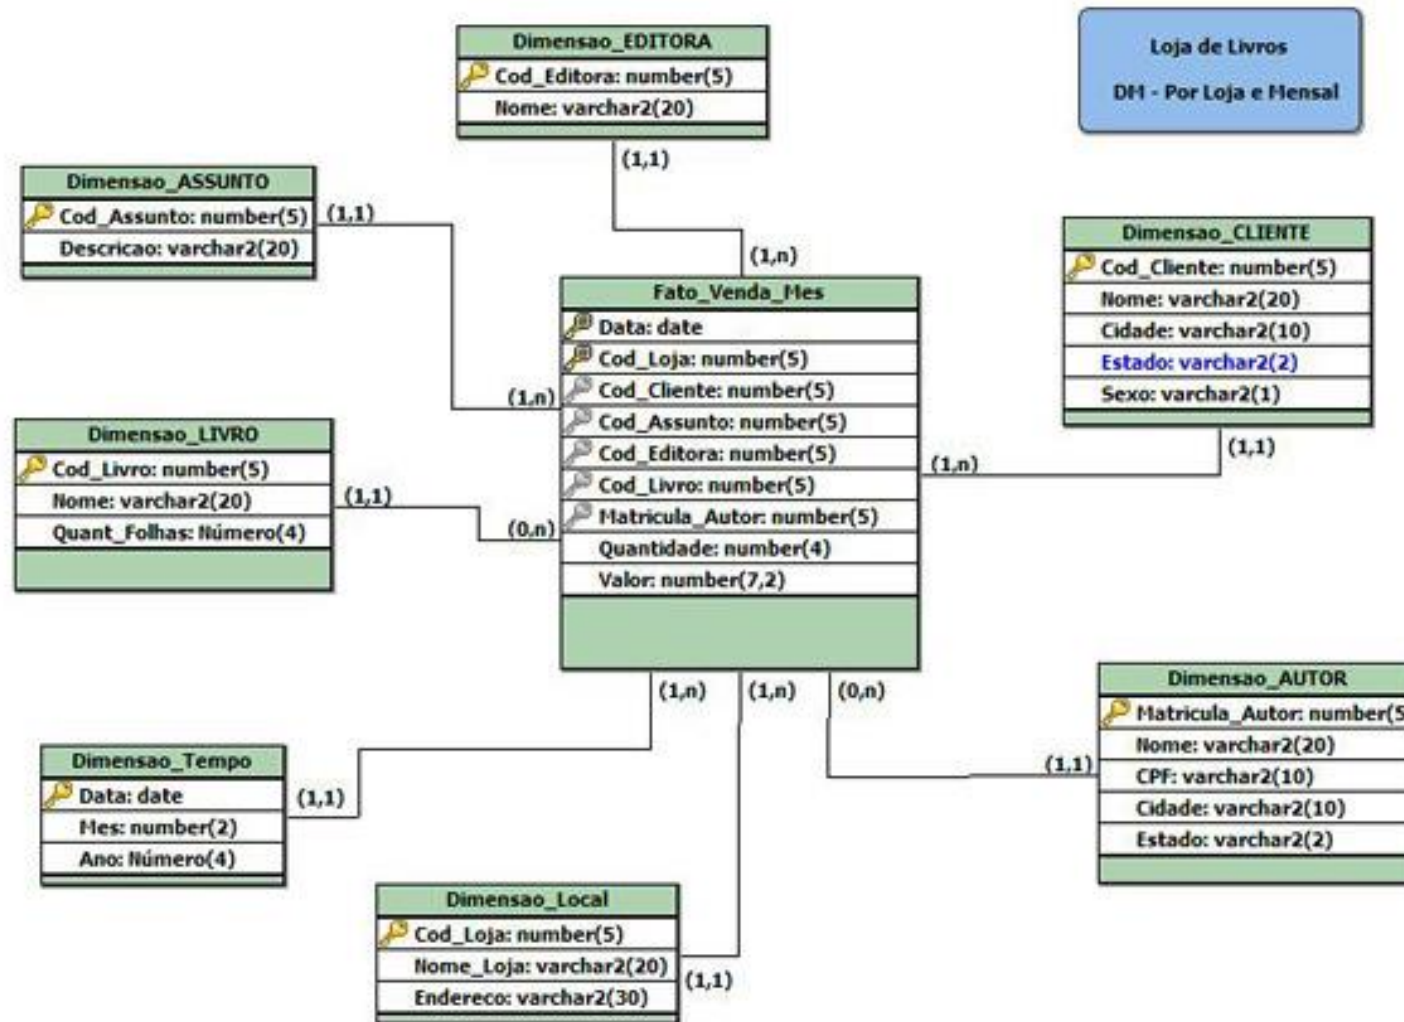 Dimensao_EDITORA
Cod_Editora: number(5)
Nome: varchar2(20)
(1,1)
(1,n)
Loja de Livros
DM - Por Loja e Mensal
Dimensao_ASSUNTO
Cod_Assunto: number(5)
Descricao: varchar2(20)
(1,1)
(1,n)
Dimensao_CLIENTE
Cod_Cliente: number(5)
Nome: varchar2(20)
Cidade: varchar2(10)
Estado: varchar2(2)
Sexo: varchar2(1)
(1,1)
(1,n)
Fato_Venda_Mes
Data: date
Cod_Loja: number(5)
Cod_Cliente: number(5)
Cod_Assunto: number(5)
Cod_Editora: number(5)
Cod_Livro: number(5)
Matricula_Autor: number(5)
Quantidade: number(4)
Valor: number(7,2)
Dimensao_LIVRO
Cod_Livro: number(5)
Nome: varchar2(20)
Quant_Folhas: Número(4)
(1,1)
(0,n)
(1,n)
(1,n)
(0,n)
Dimensao_Tempo
Data: date
Mes: number(2)
Ano: Número(4)
(1,1)
Dimensao_AUTOR
Matricula_Autor: number(5
Nome: varchar2(20)
CPF: varchar2(10)
Cidade: varchar2(10)
Estado: varchar2(2)
(1,1)
Dimensao_Local
Cod_Loja: number(5)
Nome_Loja: varchar2(20)
Endereco: varchar2(30)
(1,1)